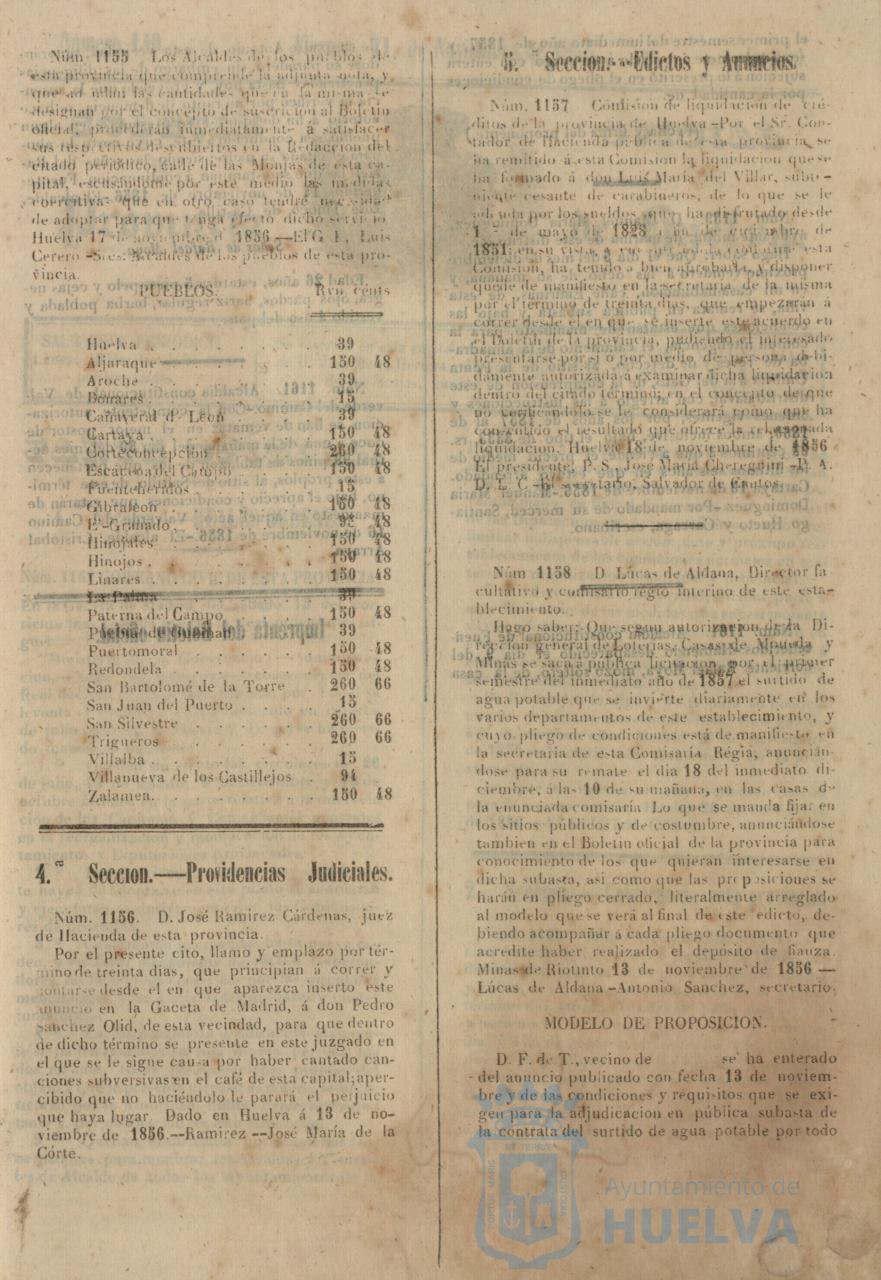 Núm. 1155 Los Alcaldes de los pueblos de
esta provincia que comprende la adjunta nota, y
que adeudan las cantidades que en la misma se
designan por el concepto de suscricion al Boletin
oficial, procederán inmediatamente á satisfacer
sus respectivos descubiertos en la Redaccion del
citado periódico, calle de las Monjas de esta ca-
pital, escusándome por este medio las medidas
coercitivas que en otro caso tendré necesidad
de adoptar para que tenga efecto dicho servicio
Huelva 17 de noviembre d 1856.—El G I, Luis
Cerero -Sres. Alcaldes de los pueblos de esta pro-
vincia.
PUEBLOS. Rvn. cents
Huelva . . . . . 39
Aljaraque 150 48
Aroche . . . . . 39
Bonares . . . . . 15
Cañaveral d Leon 39
Cartaya . . . . . 150 48
Corteconcepcion . . . 260 48
Escacena del Campo . . 150 48
Fuenteheridos . . . 15
Gibraleon . . . . 150 48
El Granado . . . . 92 48
Hinojales . . . . 150 48
Hinojos . . . . . 150 48
Linares . . . . . 150 48
La Palma 39
Paterna del Campo . . 150 48
39
Puertomoral . . . . 150 48
Redondela . . . . 150 48
San Bartolomé de la Torre . 260 66
San Juan del Puerto . . . 15
San Silvestre . . . . 260 66
Trigueros . . . . 260 66
Villalba . . . . . 15
Villanueva de los Castillejos . 94
Zalamea . . . . . 150 48
4.ª Seccion.—Providencias Judiciales.
Núm. 1156. D. José Ramirez Cárdenas, juez
de Hacienda de esta provincia.
Por el presente cito, llamo y emplazo por tér-
mino de treinta dias, que principian á correr y
contarse desde el en que aparezca inserto este
anuncio en la Gaceta de Madrid, á don Pedro
Sanchez Olid, de esta vecindad, para que dentro
de dicho término se presente en este juzgado en
el que se le sigue causa por haber cantado can-
ciones subversivas en el café de esta capital; aper-
cibido que no haciéndolo le parará el perjuicio
que haya lugar. Dado en Huelva á 13 de no-
viembre de 1856.--Ramirez --José María de la
Córte.
5.ª Seccion.--Edictos y Anuncios.
Núm. 1157 Comision de liquidacion de cré-
ditos de la provincia de Huelva -Por el Sr. Con-
tador de Hacienda pública de esta provincia, se
ha remitido á esta Comision la liquidacion que se
ha formado á don Luis Maria del Villar, subte-
niente cesante de carabineros, de lo que se le
adeuda por los sueldos que ha disfrutado desde
1.º de mayo de 1828 á fin de diciembre de
1851; en su vista, esta
Comision, ha tenido á bien aprobarla, y disponer
quede de manifiesto en la secretaria de la misma
por el término de treinta dias, que empezarán á
correr desde el en que se inserte este acuerdo en
el Boletin de la provincia, pudiendo el interesado
presentarse por sí o por medio de persona debi-
damente autorizada á examinar dicha liquidacion
dentro del citado término; en el concepto de que
no verificándolo se le considerará como que ha
consentido el resultado que ofrece la relacionada
liquidacion. Huelva 18 de noviembre de 1856
El presidente, P. S., José Maria Chereguini -P. A.
D. L. C.-El secretario, Salvador de Cantos.
Núm 1158 D Lúcas de Aldana, Director fa
cultativo y comisario regio interino de este esta-
blecimiento.
Hago saber: Que segun autorizacion de la Di-
reccion general de Loterias, Casas de Moneda y
Minas se saca á pública licitacion, por el primer
semestre del inmediato año de 1857 el surtido de
agua potable que se invierte diariamente en los
varios departamentos de este establecimiento, y
cuyo pliego de condiciones está de manifiesto en
la secretaria de esta Comisaria Régia, anuncián-
dose para su remate el dia 18 del inmediato di-
ciembre, á las 10 de su mañana, en las casas de
la enunciada comisaría Lo que se manda fijar en
los sitios públicos y de costumbre, anunciándose
tambien en el Boletin oficial de la provincia para
conocimiento de los que quieran interesarse en
dicha subasta, asi como que las proposiciones se
harán en pliego cerrado, literalmente arreglado
al modelo que se verá al final de este edicto, de-
biendo acompañar á cada pliego documento que
acredite haber realizado el depósito de fianza.
Minas de Riotinto 13 de noviembre de 1856 —
Lúcas de Aldana -Antonio Sanchez, secretario.
MODELO DE PROPOSICION.
D. F. de T., vecino de se ha enterado
del anuncio publicado con fecha 13 de noviem-
bre y de las condiciones y requisitos que se exi-
gen para la adjudicacion en pública subasta de
la contrata del surtido de agua potable por todo
Ayuntamiento de
HUELVA